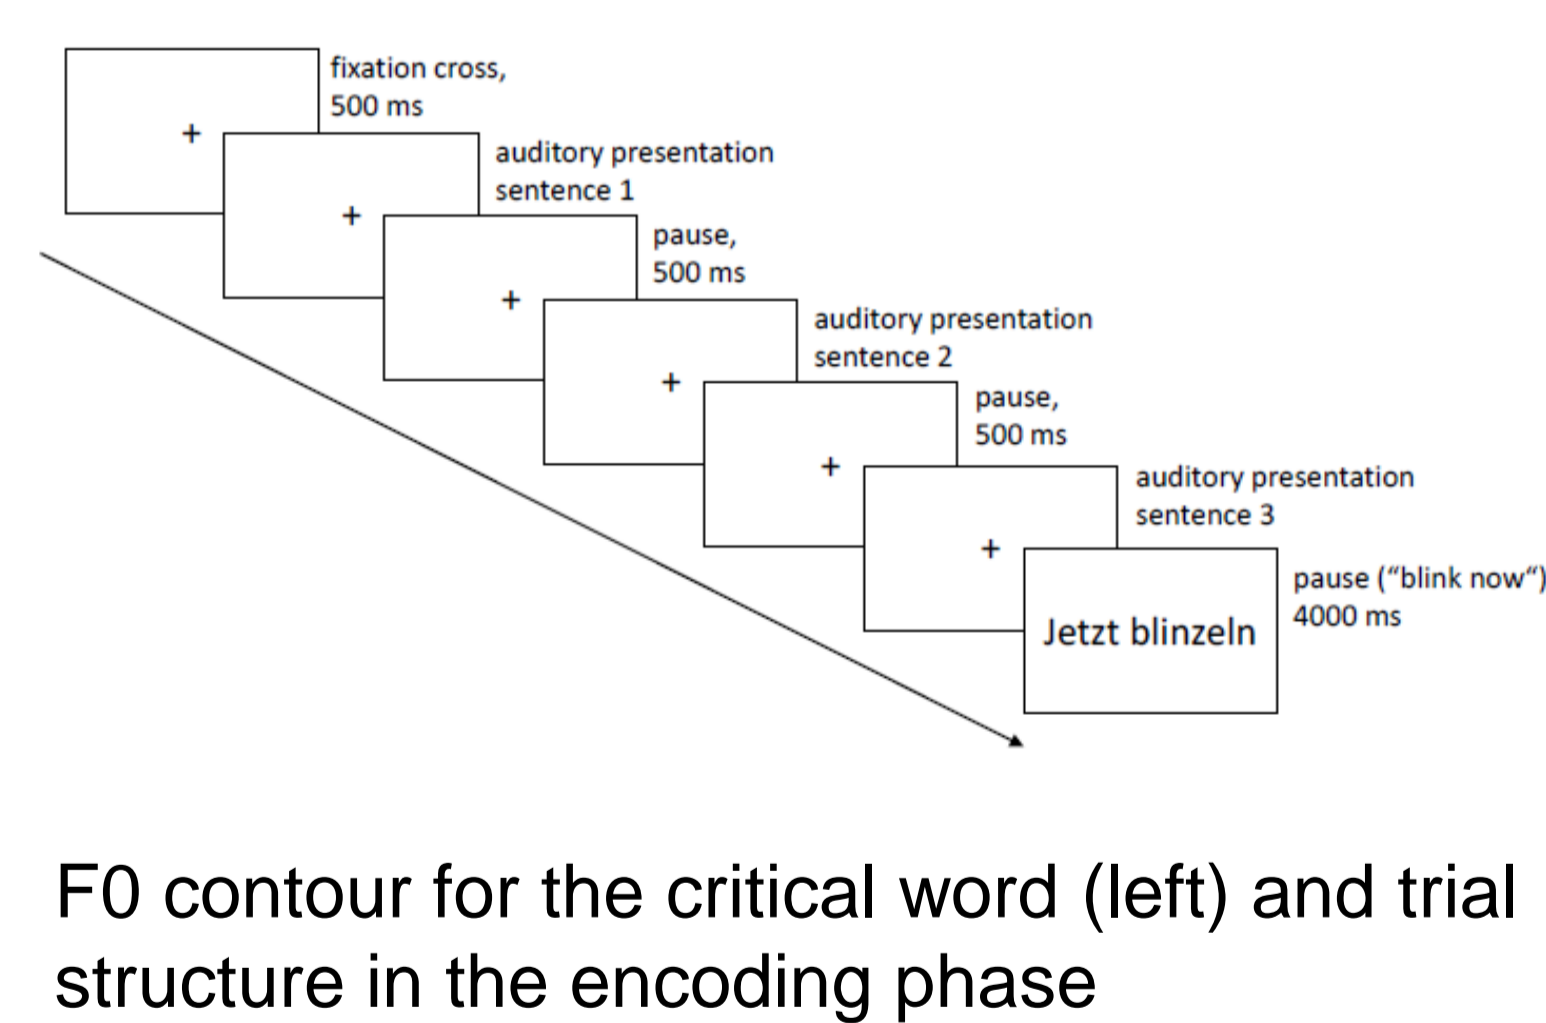 fixation cross,
500 ms
+
auditory presentation
sentence 1
+
pause,
500 ms
+
auditory presentation
sentence 2
+
pause,
500 ms
+
auditory presentation
sentence 3
+
pause (“blink now“)
4000 ms
Jetzt blinzeln
F0 contour for the critical word (left) and trial
structure in the encoding phase